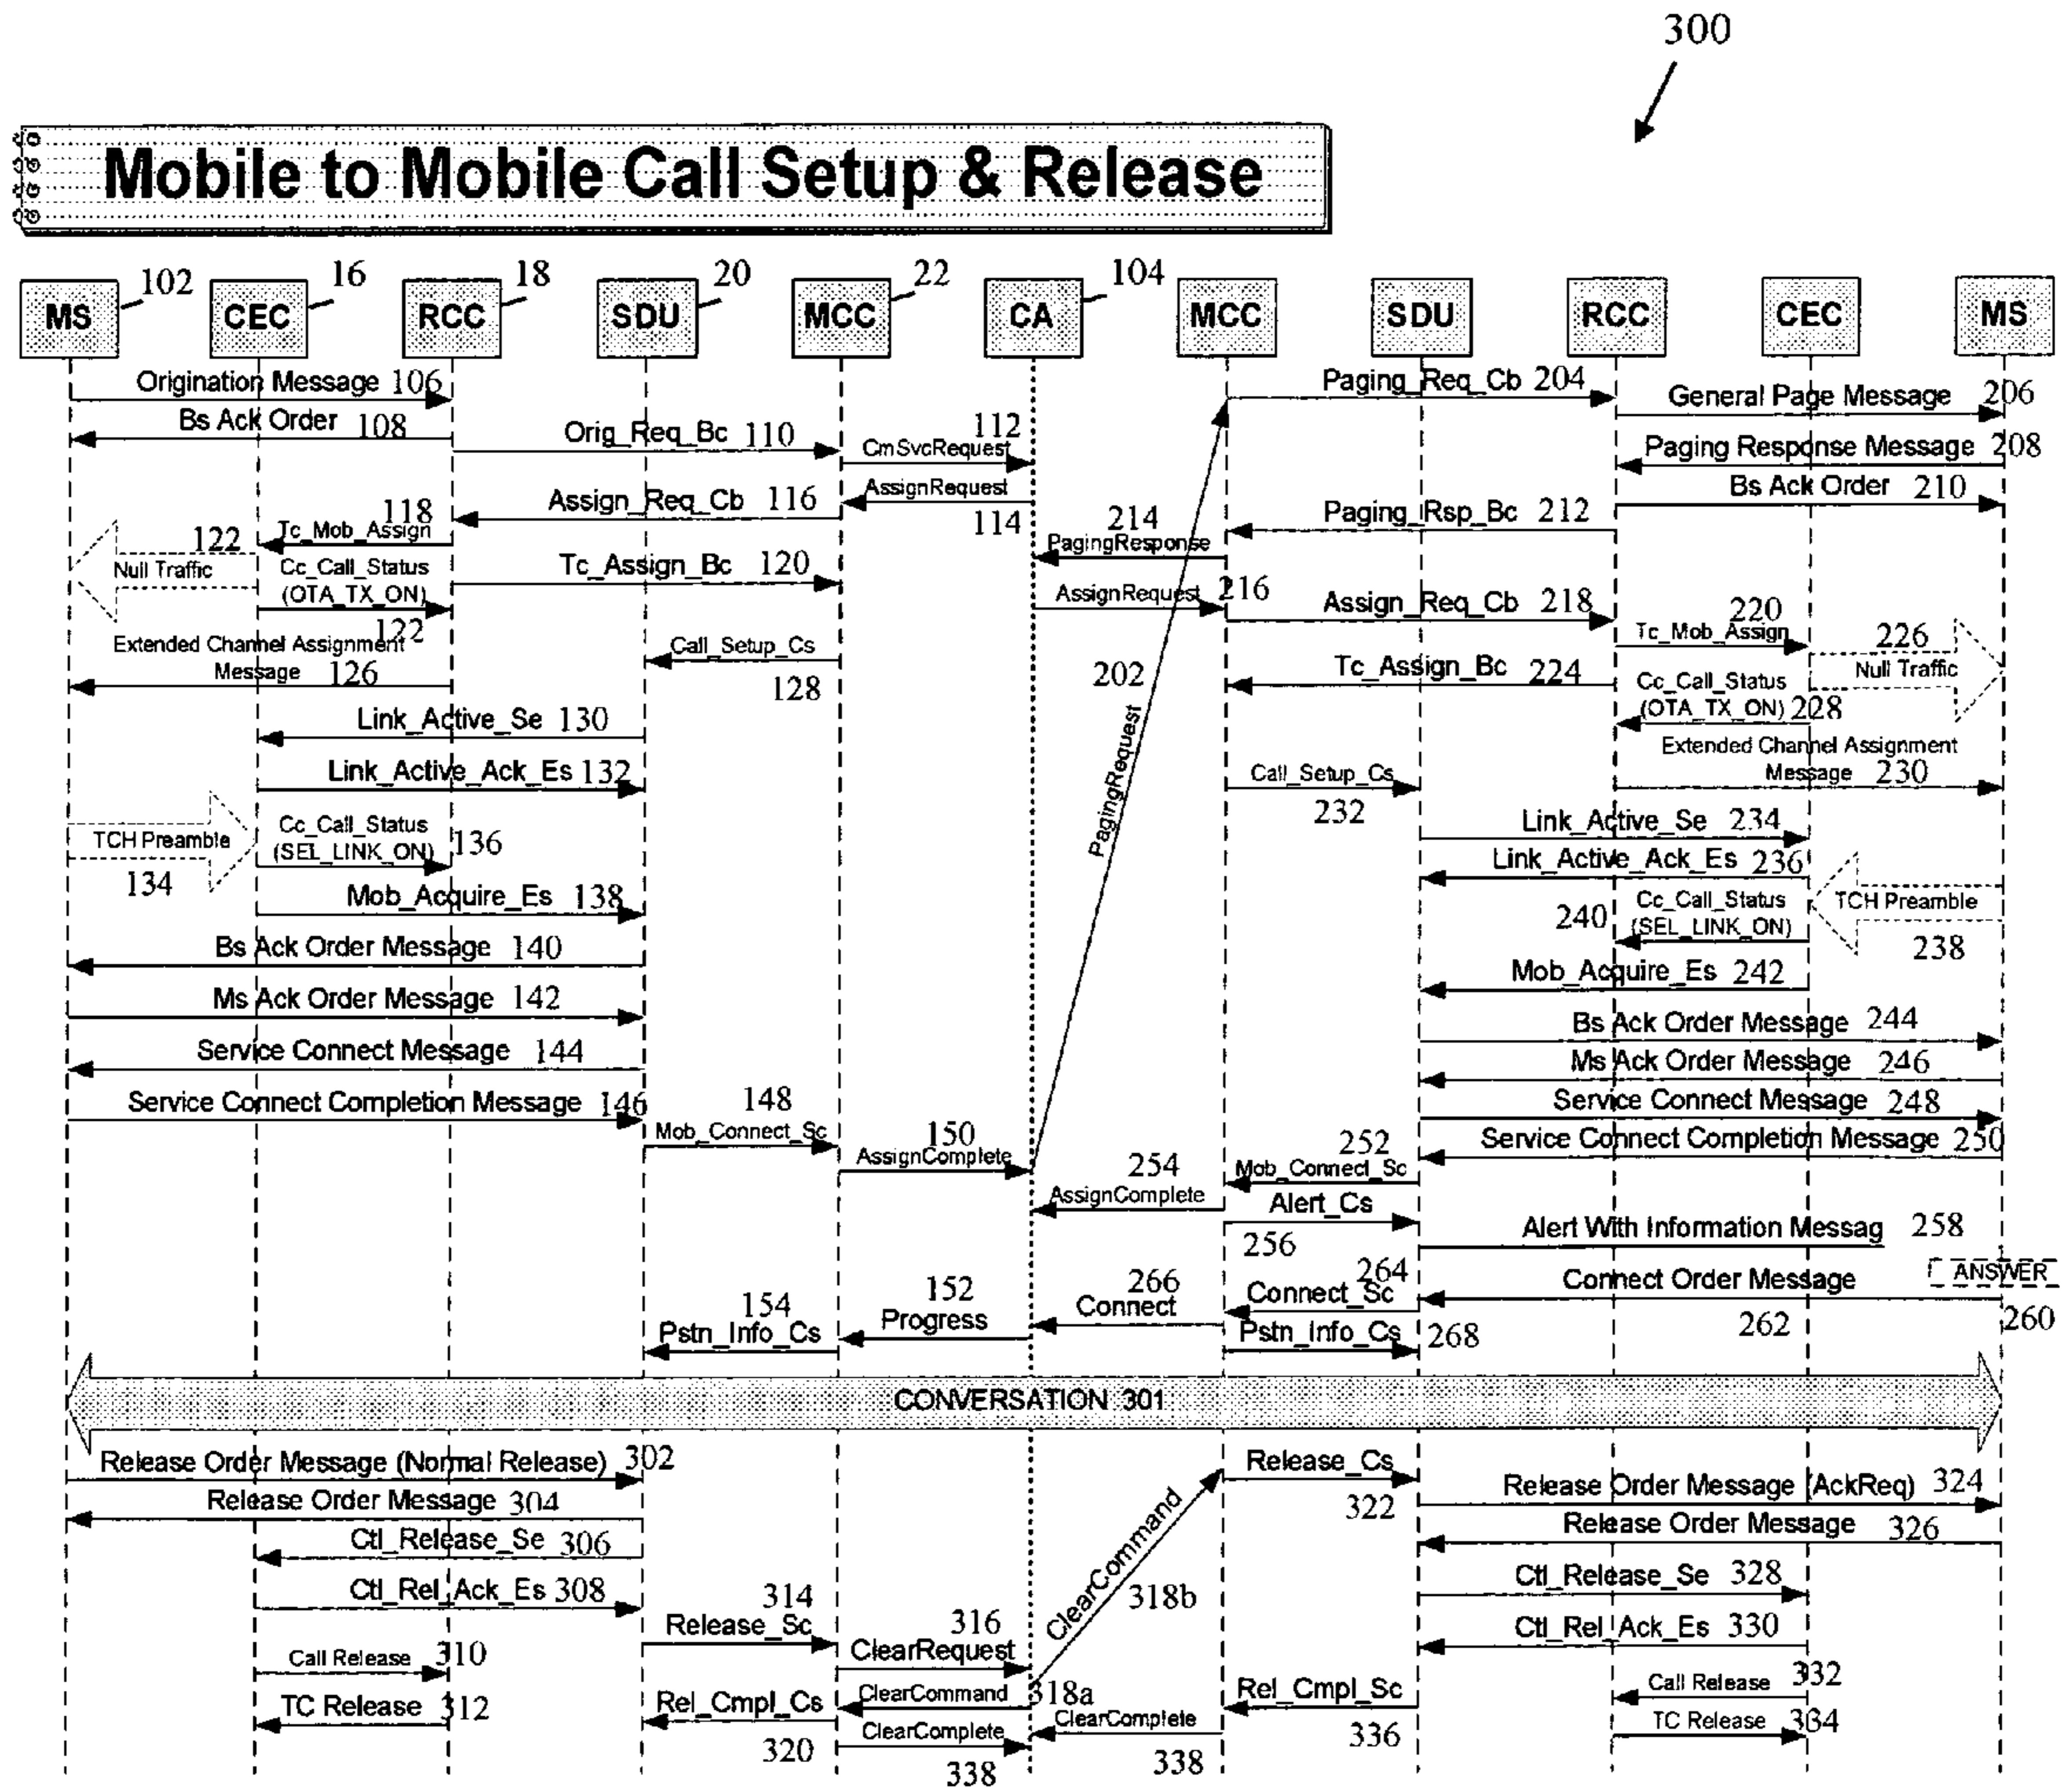 300
Mobile to Mobile Call Setup & Release
MS 102 CEC 16 RCC 18 SDU 20 MCC 22 CA 104 MCC SDU RCC CEC MS
Origination Message 106 Paging_Req_Cb 204
General Page Message 206
Bs Ack Order 108 Orig_Req_Bc 110 112
CmSvcRequest Paging Response Message 208
Assign_Req_Cb 116 AssignRequest 114 Bs Ack Order 210
118 Tc_Mob_Assign 214 Paging_Rsp_Bc 212
122 PagingResponse
Null Traffic Cc_Call_Status Tc_Assign_Bc 120
(OTA_TX_ON) AssignRequest 216 Assign_Req_Cb 218 220
122 Tc_Mob_Assign 226
Extended Channel Assignment Call_Setup_Cs
Message 126 128 202 Tc_Assign_Bc 224 Cc_Call_Status Null Traffic
(OTA_TX_ON) 228
Link_Active_Se 130 PagingRequest Extended Channel Assignment
Link_Active_Ack_Es 132 Call_Setup_Cs Message 230
232
TCH Preamble Cc_Call_Status 136 Link_Active_Se 234
(SEL_LINK_ON)
134 Link_Active_Ack_Es 236
Mob_Acquire_Es 138 240 Cc_Call_Status TCH Preamble
(SEL_LINK_ON) 238
Bs Ack Order Message 140 Mob_Acquire_Es 242
Ms Ack Order Message 142 Bs Ack Order Message 244
Service Connect Message 144 Ms Ack Order Message 246
Service Connect Completion Message 146 148 Service Connect Message 248
Mob_Connect_Sc 150 252 Service Connect Completion Message 250
AssignComplete 254 Mob_Connect_Sc
AssignComplete Alert_Cs
256 Alert With Information Messag 258
264 Connect Order Message ANSWER
154 152 266 Connect_Sc 262 260
Pstn_Info_Cs Progress Connect Pstn_Info_Cs 268
CONVERSATION 301
Release Order Message (Normal Release) 302 Release_Cs
Release Order Message 304 322 Release Order Message (AckReq) 324
Ctl_Release_Se 306 ClearCommand Release Order Message 326
Ctl_Rel_Ack_Es 308 314 318b Ctl_Release_Se 328
Release_Sc 316 Ctl_Rel_Ack_Es 330
Call Release 310 ClearRequest 332
TC Release 312 Rel_Cmpl_Cs ClearCommand 318a Rel_Cmpl_Sc Call Release
320 ClearComplete ClearComplete 336 TC Release 334
338 338